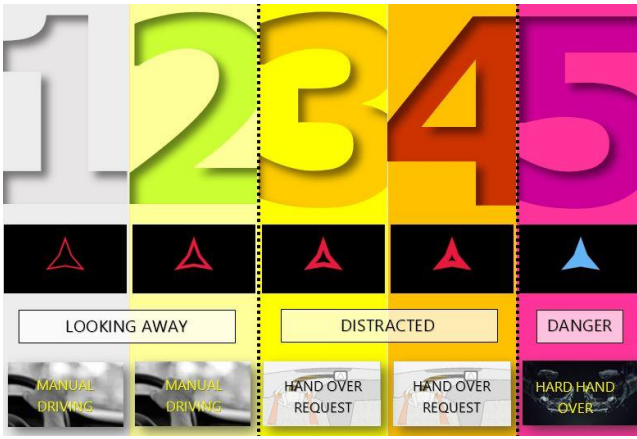 1 2 3 4 5
LOOKING AWAY DISTRACTED DANGER
MANUAL DRIVING
MANUAL DRIVING
HAND OVER REQUEST
HAND OVER REQUEST
HARD HAND OVER